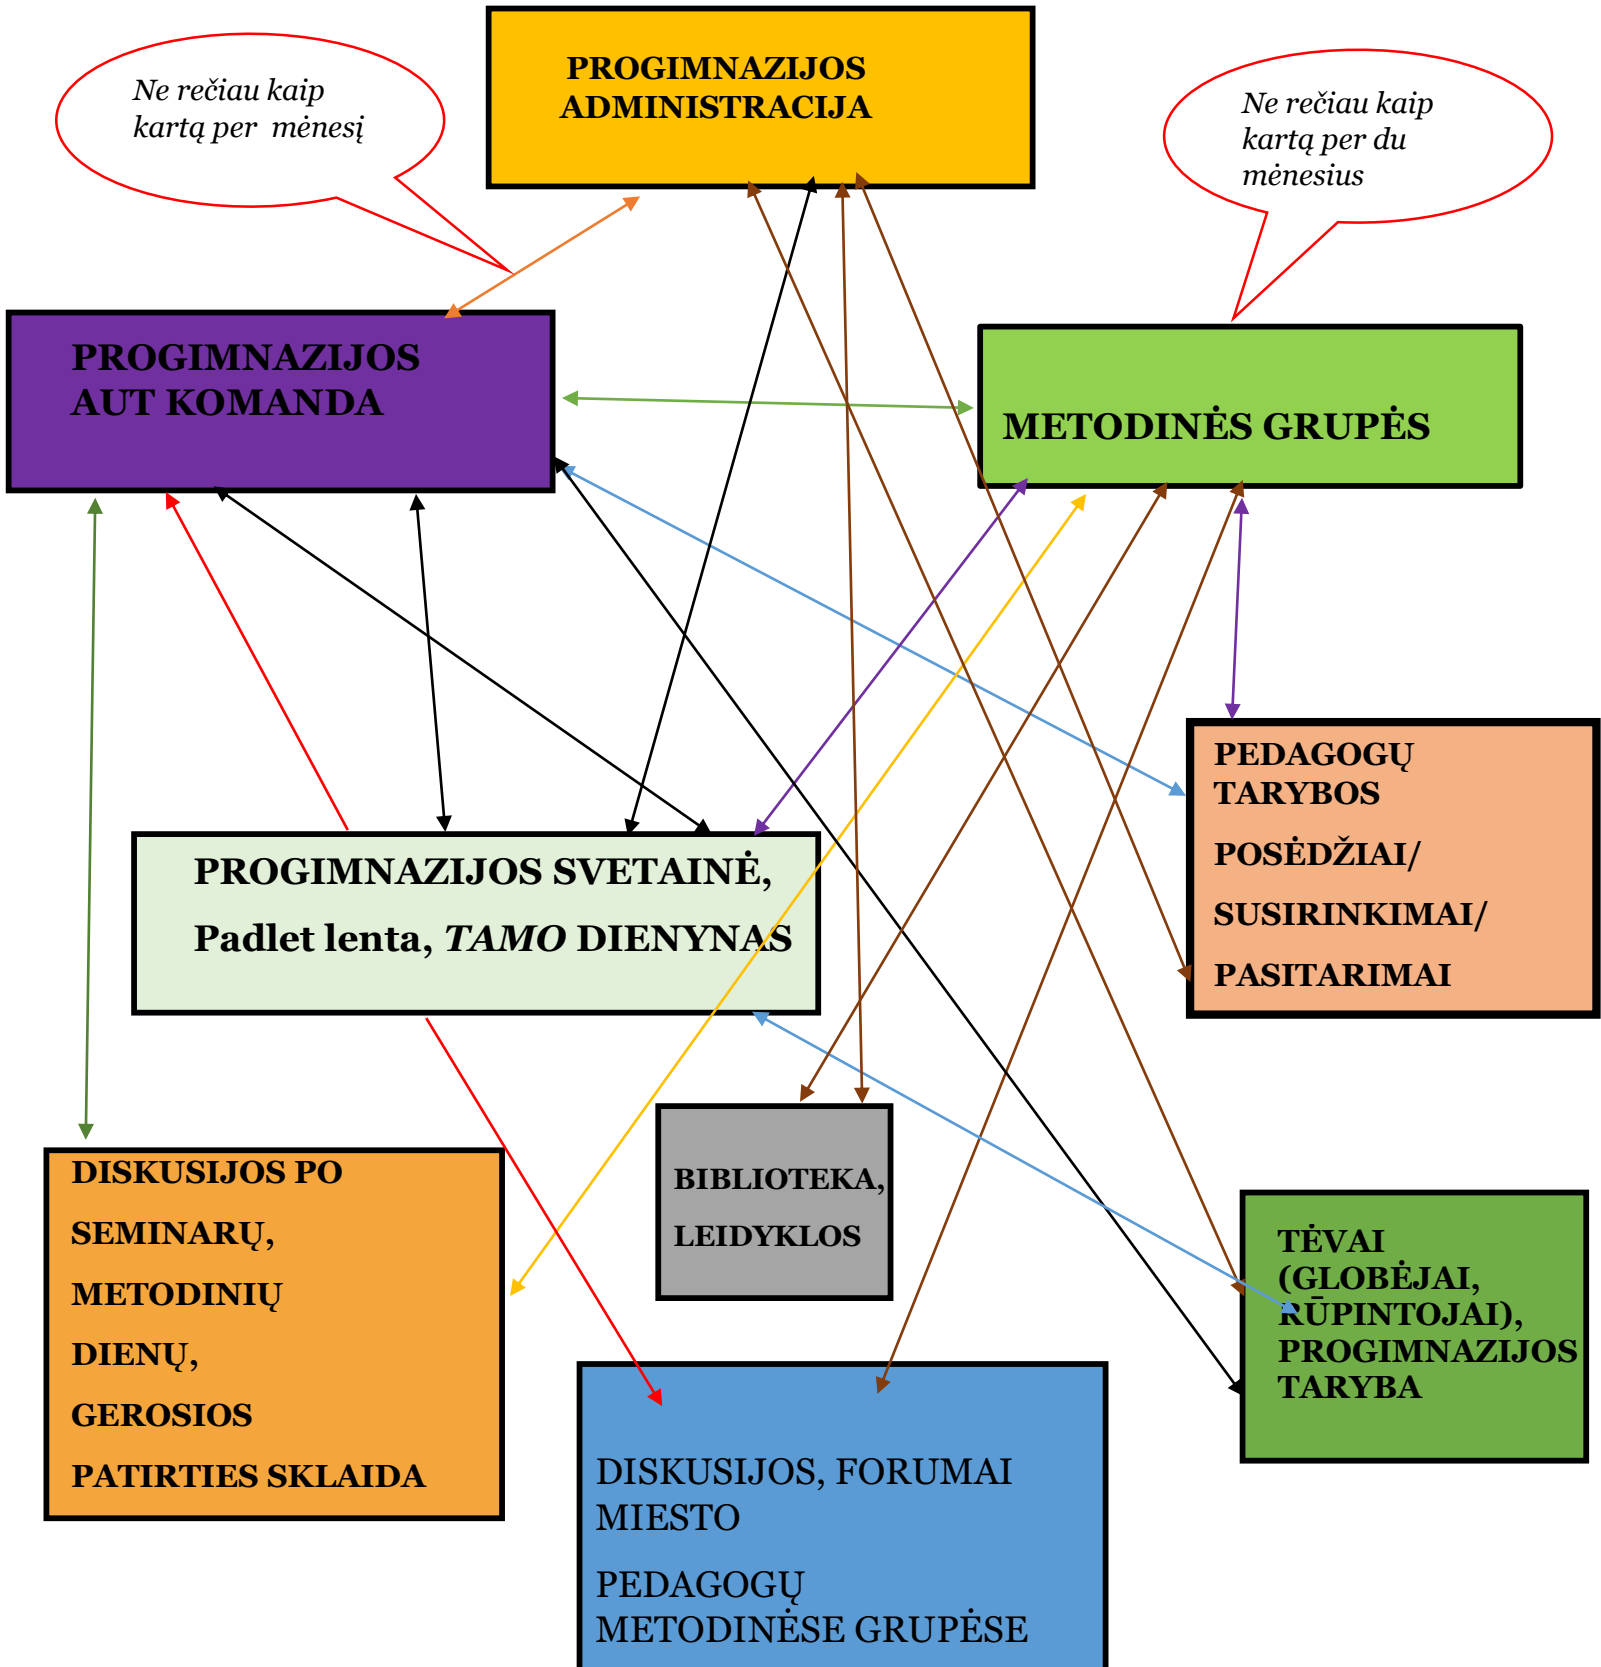 PROGIMNAZIJOS
ADMINISTRACIJA
Ne rečiau kaip
kartą per mėnesį
Ne rečiau kaip
kartą per du
mėnesius
PROGIMNAZIJOS
AUT KOMANDA
METODINĖS GRUPĖS
PEDAGOGŲ
TARYBOS
POSĖDŽIAI/
SUSIRINKIMAI/
PASITARIMAI
PROGIMNAZIJOS SVETAINĖ,
Padlet lenta, TAMO DIENYNAS
BIBLIOTEKA,
LEIDYKLOS
DISKUSIJOS PO
SEMINARŲ,
METODINIŲ
DIENŲ,
GEROSIOS
PATIRTIES SKLAIDA
TĖVAI
(GLOBĖJAI,
RŪPINTOJAI),
PROGIMNAZIJOS
TARYBA
DISKUSIJOS, FORUMAI
MIESTO
PEDAGOGŲ
METODINĖSE GRUPĖSE